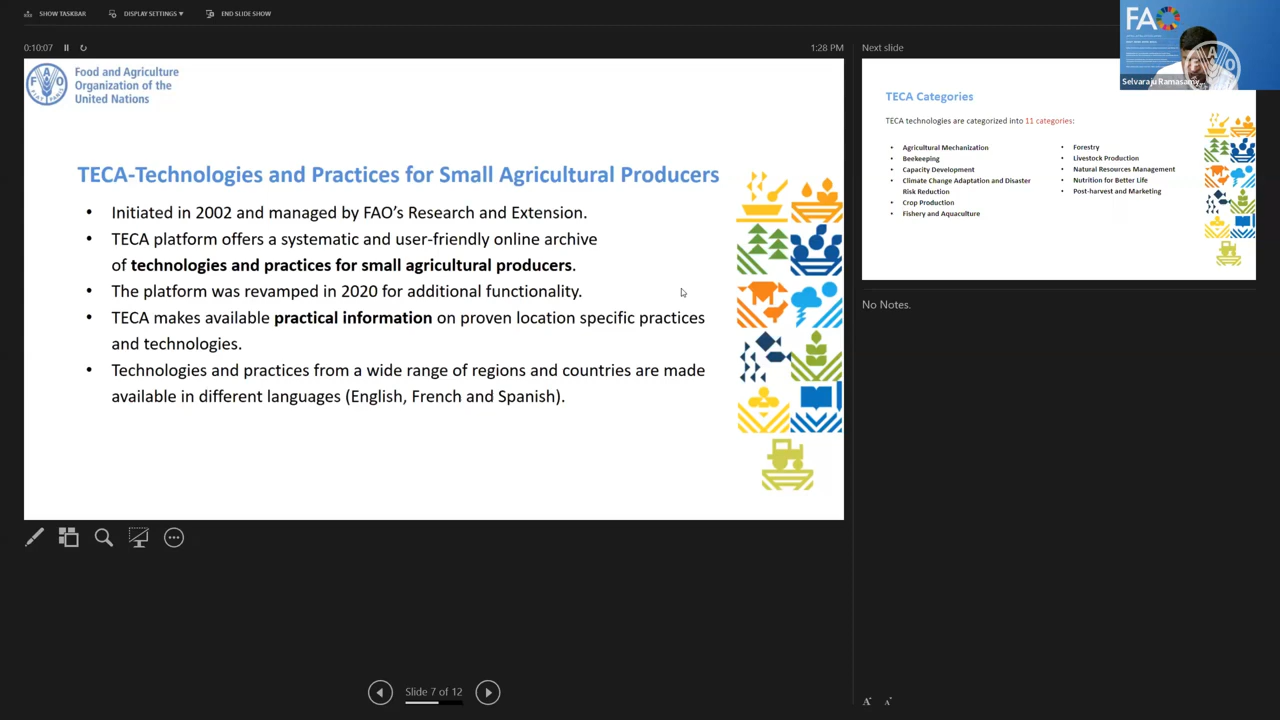 SHOW TASKBAR
DISPLAY SETTINGS
END SLIDE SHOW
0:10:07
1:28 PM
Next slide
FAO
Selvaraju Ramasamy...
Food and Agriculture
Organization of the
United Nations
TECA-Technologies and Practices for Small Agricultural Producers
• Initiated in 2002 and managed by FAO’s Research and Extension.
• TECA platform offers a systematic and user-friendly online archive
of technologies and practices for small agricultural producers.
• The platform was revamped in 2020 for additional functionality.
• TECA makes available practical information on proven location specific practices
and technologies.
• Technologies and practices from a wide range of regions and countries are made
available in different languages (English, French and Spanish).
TECA Categories
TECA technologies are categorized into 11 categories:
• Agricultural Mechanization
• Beekeeping
• Capacity Development
• Climate Change Adaptation and Disaster
Risk Reduction
• Crop Production
• Fishery and Aquaculture
• Forestry
• Livestock Production
• Natural Resources Management
• Nutrition for Better Life
• Post-harvest and Marketing
No Notes.
Slide 7 of 12